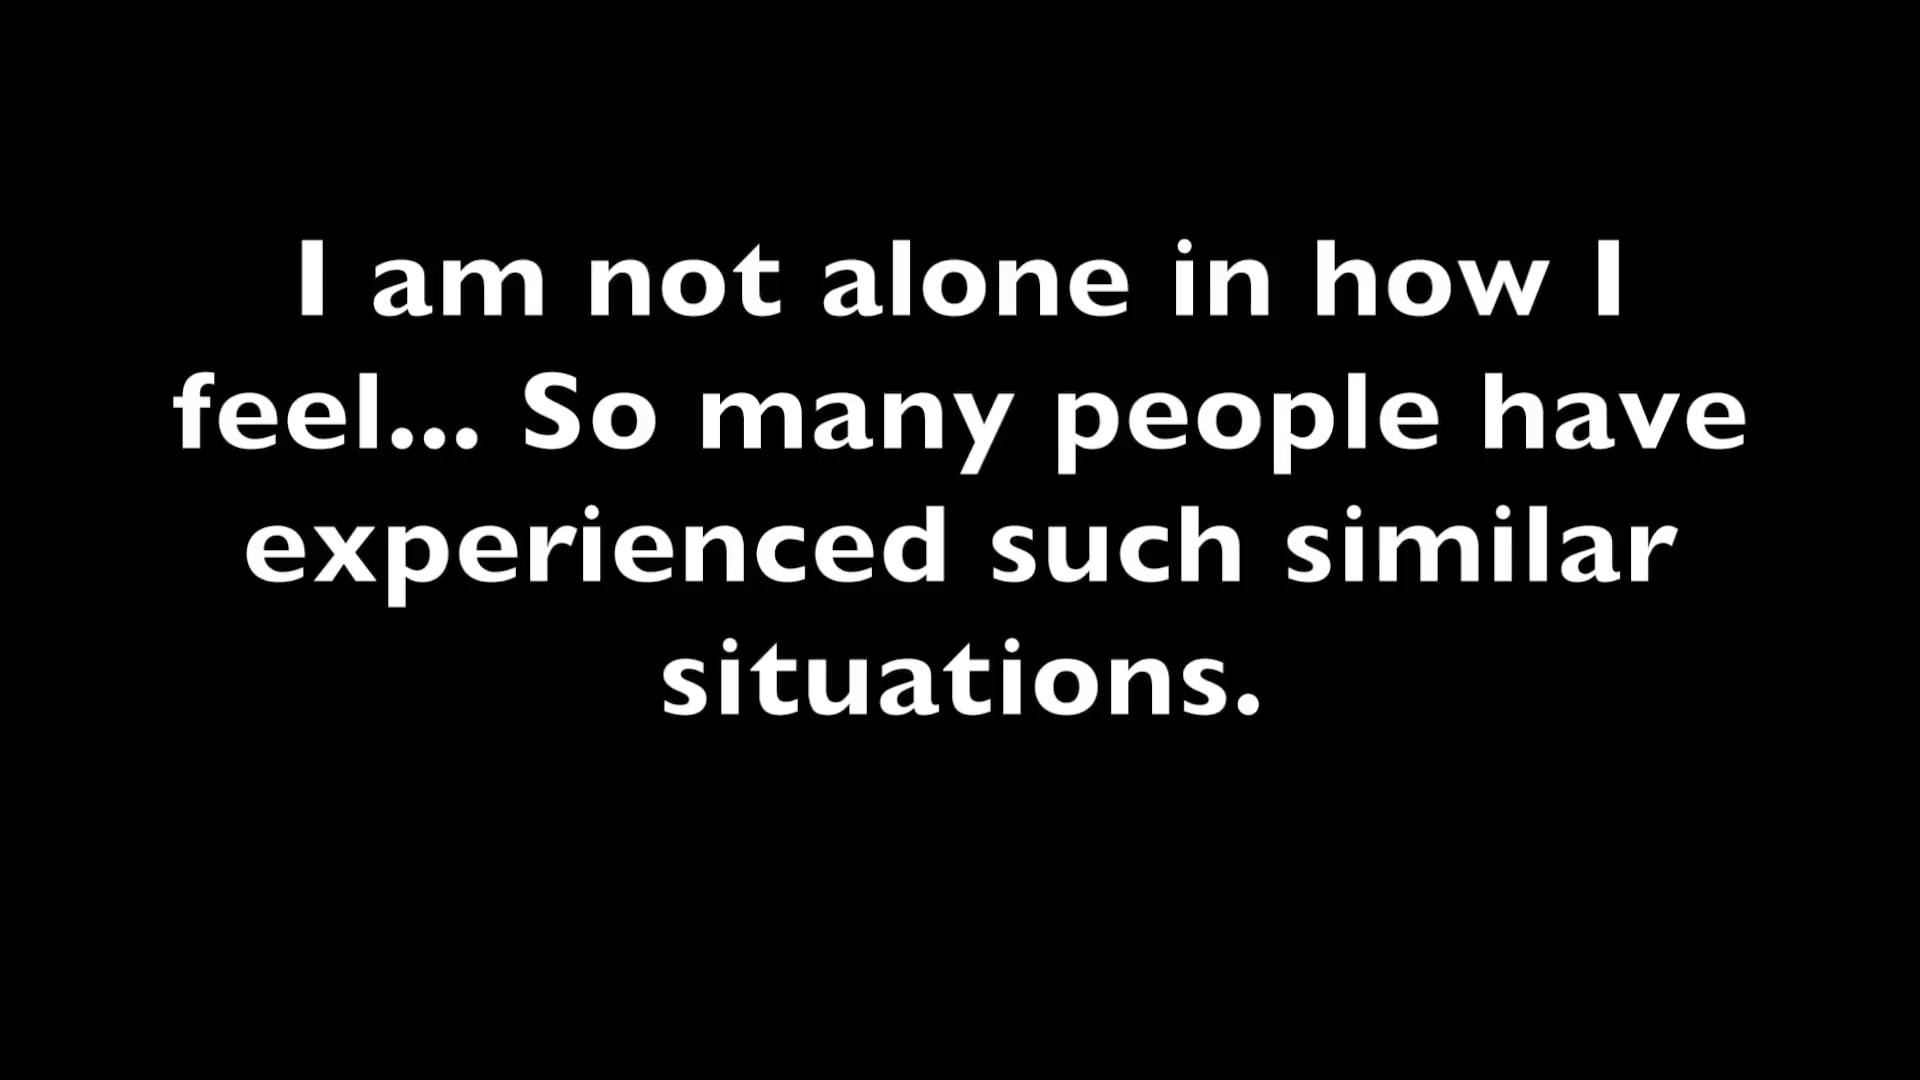 I am not alone in how I
feel... So many people have
experienced such similar
situations.